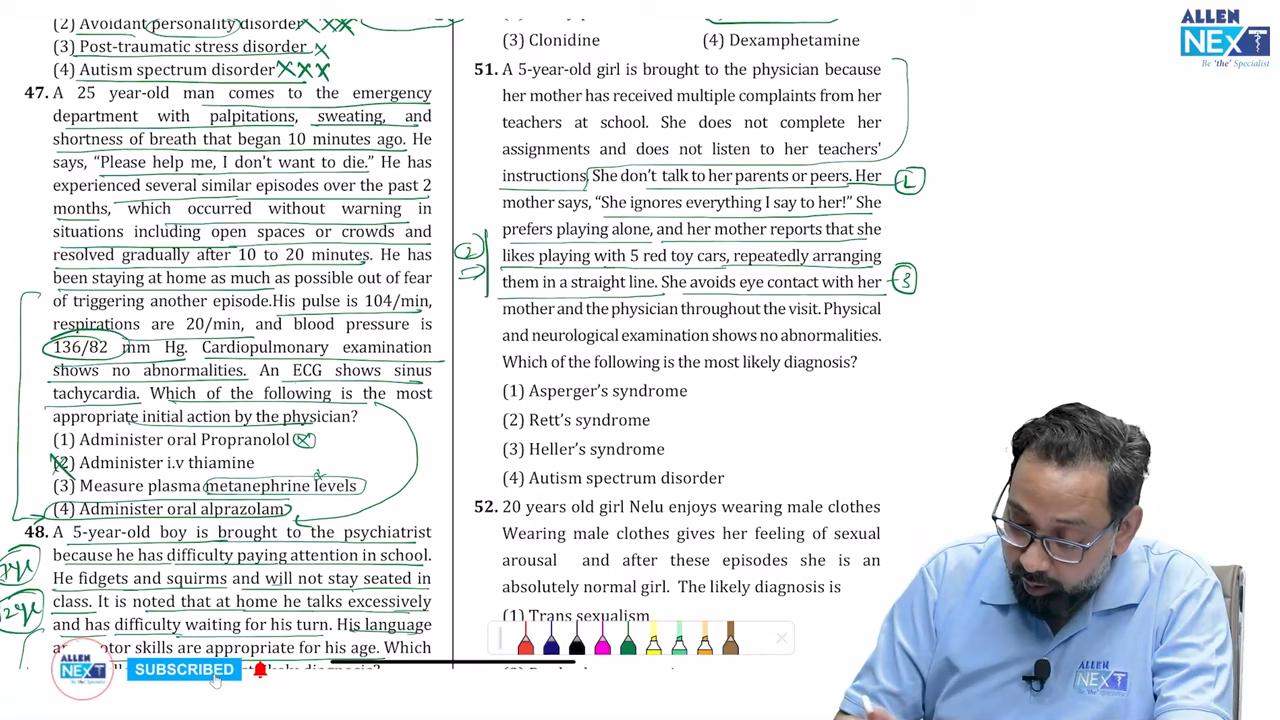 (2) Avoidant personality disorder
(3) Post-traumatic stress disorder
(4) Autism spectrum disorder
47. A 25 year-old man comes to the emergency
department with palpitations, sweating, and
shortness of breath that began 10 minutes ago. He
says, “Please help me, I don't want to die.” He has
experienced several similar episodes over the past 2
months, which occurred without warning in
situations including open spaces or crowds and
resolved gradually after 10 to 20 minutes. He has
been staying at home as much as possible out of fear
of triggering another episode.His pulse is 104/min,
respirations are 20/min, and blood pressure is
136/82 mm Hg. Cardiopulmonary examination
shows no abnormalities. An ECG shows sinus
tachycardia. Which of the following is the most
appropriate initial action by the physician?
(1) Administer oral Propranolol
(2) Administer i.v thiamine
(3) Measure plasma metanephrine levels
(4) Administer oral alprazolam
48. A 5-year-old boy is brought to the psychiatrist
because he has difficulty paying attention in school.
He fidgets and squirms and will not stay seated in
class. It is noted that at home he talks excessively
and has difficulty waiting for his turn. His language
skills are appropriate for his age. Which
(3) Clonidine
(4) Dexamphetamine
51. A 5-year-old girl is brought to the physician because
her mother has received multiple complaints from her
teachers at school. She does not complete her
assignments and does not listen to her teachers'
instructions. She don't talk to her parents or peers. Her
mother says, “She ignores everything I say to her!” She
prefers playing alone, and her mother reports that she
likes playing with 5 red toy cars, repeatedly arranging
them in a straight line. She avoids eye contact with her
mother and the physician throughout the visit. Physical
and neurological examination shows no abnormalities.
Which of the following is the most likely diagnosis?
(1) Asperger’s syndrome
(2) Rett’s syndrome
(3) Heller’s syndrome
(4) Autism spectrum disorder
52. 20 years old girl Nelu enjoys wearing male clothes
Wearing male clothes gives her feeling of sexual
arousal and after these episodes she is an
absolutely normal girl. The likely diagnosis is
(1) Trans sexualism
2
3
ALLEN
NEXT
Be 'the' Specialist
ALLEN
NEXT
SUBSCRIBED
ALLEN
NEXT